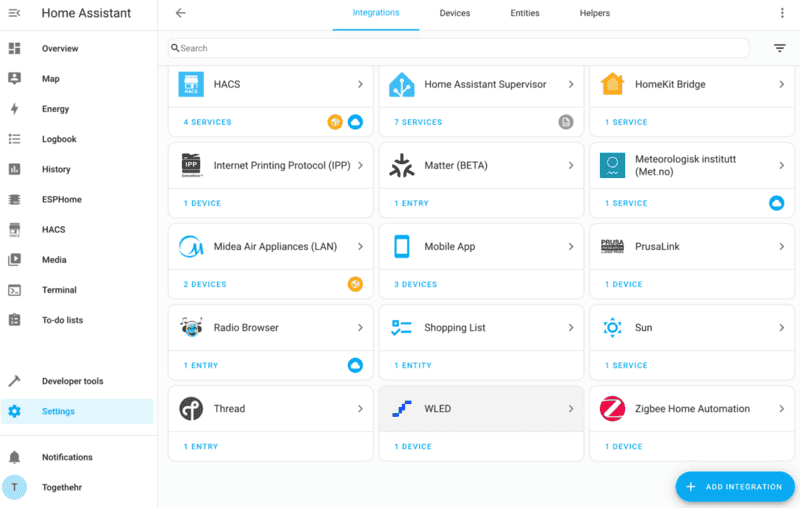 Home Assistant
Integrations
Devices
Entities
Helpers
Overview
Map
Energy
Logbook
History
ESPHome
HACS
Media
Terminal
To-do lists
Developer tools
Settings
Notifications
T
Togethehr
Search
HACS
HACS
4 SERVICES
Home Assistant Supervisor
7 SERVICES
HomeKit Bridge
1 SERVICE
IPP
Internet Printing Protocol (IPP)
1 DEVICE
Matter (BETA)
1 ENTRY
Meteorologisk institutt
(Met.no)
1 SERVICE
Midea Air Appliances (LAN)
2 DEVICES
Mobile App
3 DEVICES
PRUSA
PrusaLink
1 DEVICE
Radio Browser
1 ENTRY
Shopping List
1 ENTITY
Sun
1 SERVICE
Thread
1 ENTRY
WLED
1 DEVICE
Zigbee Home Automation
1 DEVICE
ADD INTEGRATION